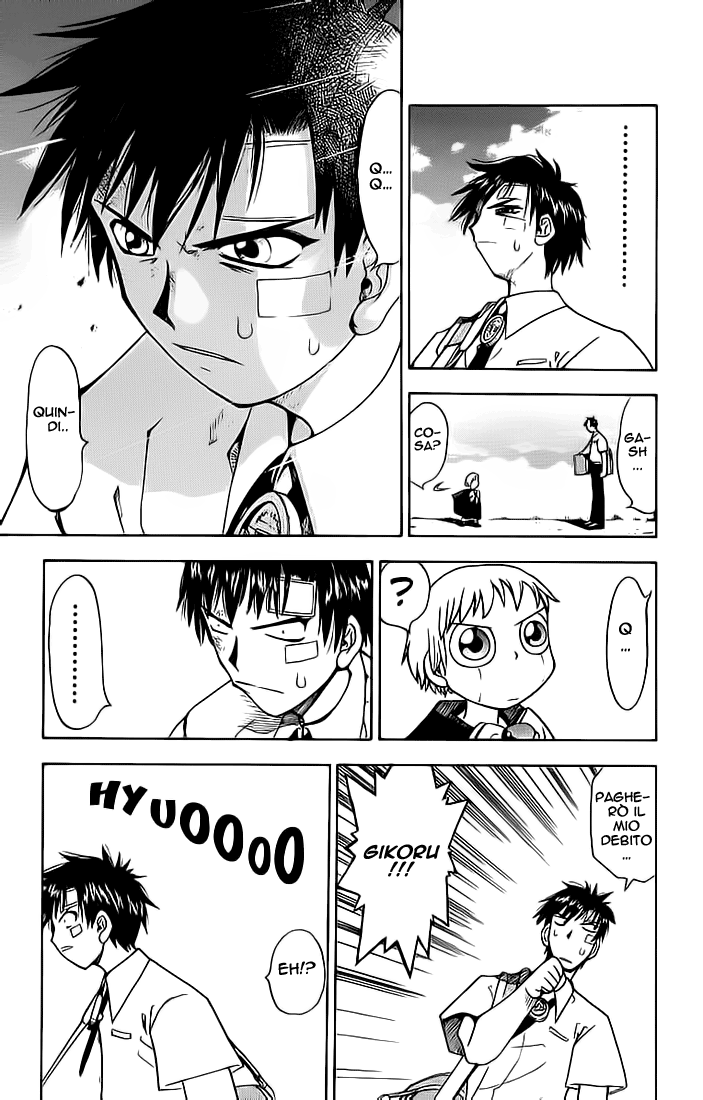 ..........
GA-
SH
...
CO-
SA?
Q...
Q...
QUIN-
DI..
Q
...
?
.........
PAGHE-
RÒ IL
MIO
DEBITO
...
GIKORU
!!!
HYUOOOO
EH!?